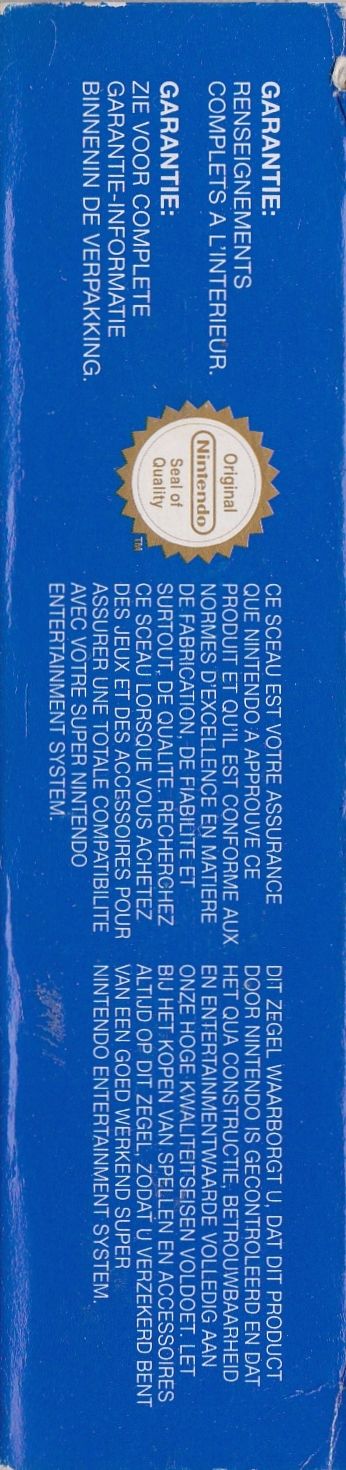 GARANTIE:
RENSEIGNEMENTS
COMPLETS A L'INTERIEUR.
GARANTIE:
ZIE VOOR COMPLETE
GARANTIE-INFORMATIE
BINNENIN DE VERPAKKING.
Original
Nintendo
Seal of
Quality
TM
CE SCEAU EST VOTRE ASSURANCE
QUE NINTENDO A APPROUVE CE
PRODUIT ET QU'IL EST CONFORME AUX
NORMES D'EXCELLENCE EN MATIERE
DE FABRICATION, DE FIABILITE ET
SURTOUT, DE QUALITE. RECHERCHEZ
CE SCEAU LORSQUE VOUS ACHETEZ
DES JEUX ET DES ACCESSOIRES POUR
ASSURER UNE TOTALE COMPATIBILITE
AVEC VOTRE SUPER NINTENDO
ENTERTAINMENT SYSTEM.
DIT ZEGEL WAARBORGT U, DAT DIT PRODUCT
DOOR NINTENDO IS GECONTROLEERD EN DAT
HET QUA CONSTRUCTIE, BETROUWBAARHEID
EN ENTERTAINMENTWAARDE VOLLEDIG AAN
ONZE HOGE KWALITEITSEISEN VOLDOET. LET
BIJ HET KOPEN VAN SPELLEN EN ACCESSOIRES
ALTIJD OP DIT ZEGEL, ZODAT U VERZEKERD BENT
VAN EEN GOED WERKEND SUPER
NINTENDO ENTERTAINMENT SYSTEM.